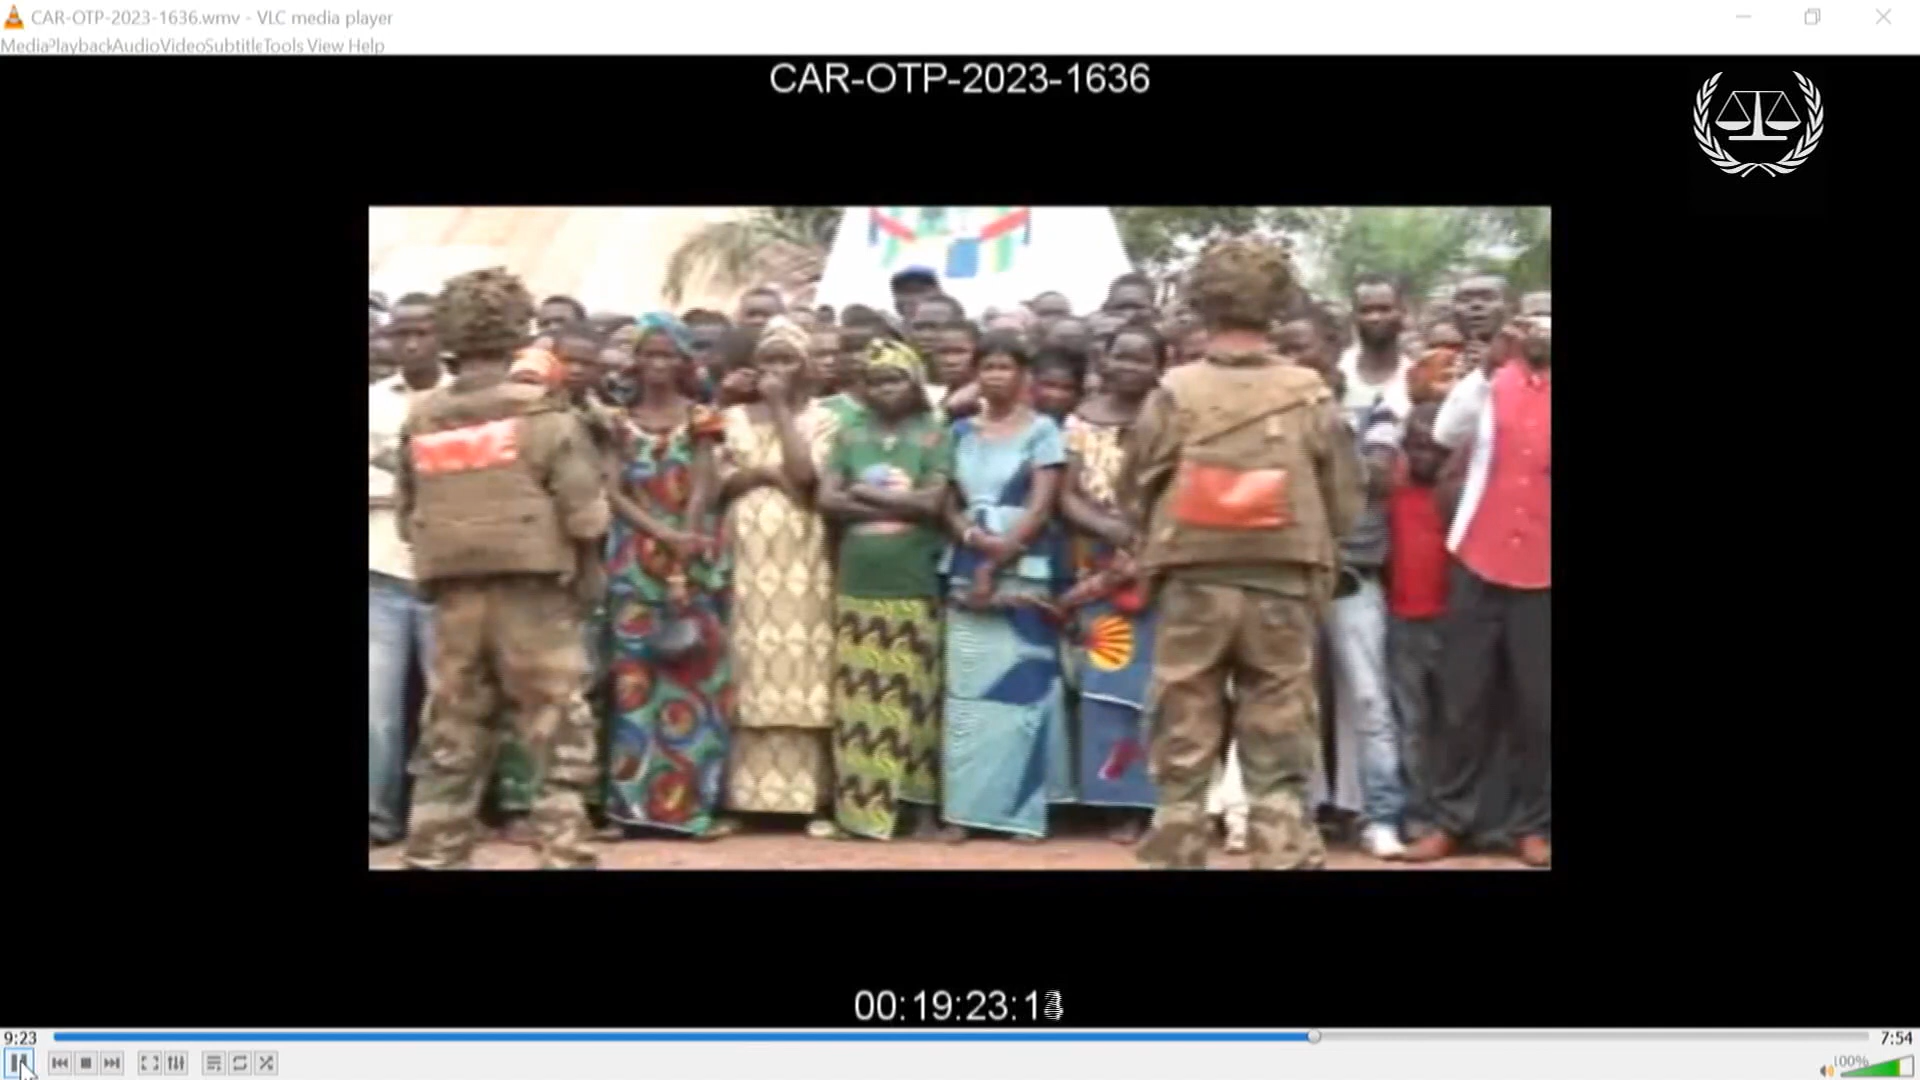 CAR-OTP-2023-1636.wmv - VLC media player
Media Playback Audio Video Subtitle Tools View Help
CAR-OTP-2023-1636
00:19:23:1
9:23
7:54
100%